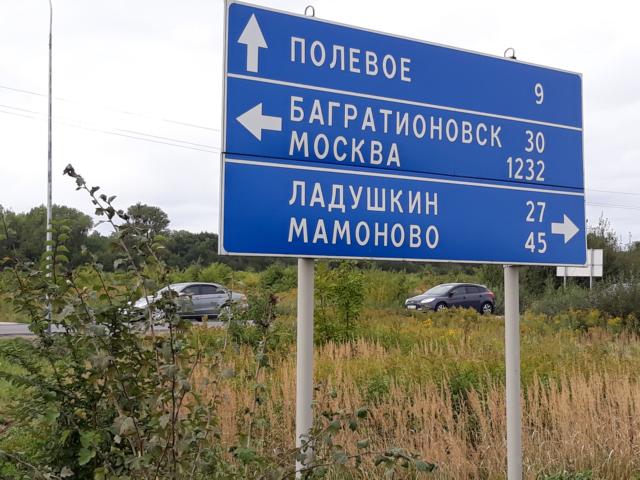 ПОЛЕВОЕ 9
БАГРАТИОНОВСК 30
МОСКВА 1232
ЛАДУШКИН 27
МАМОНОВО 45